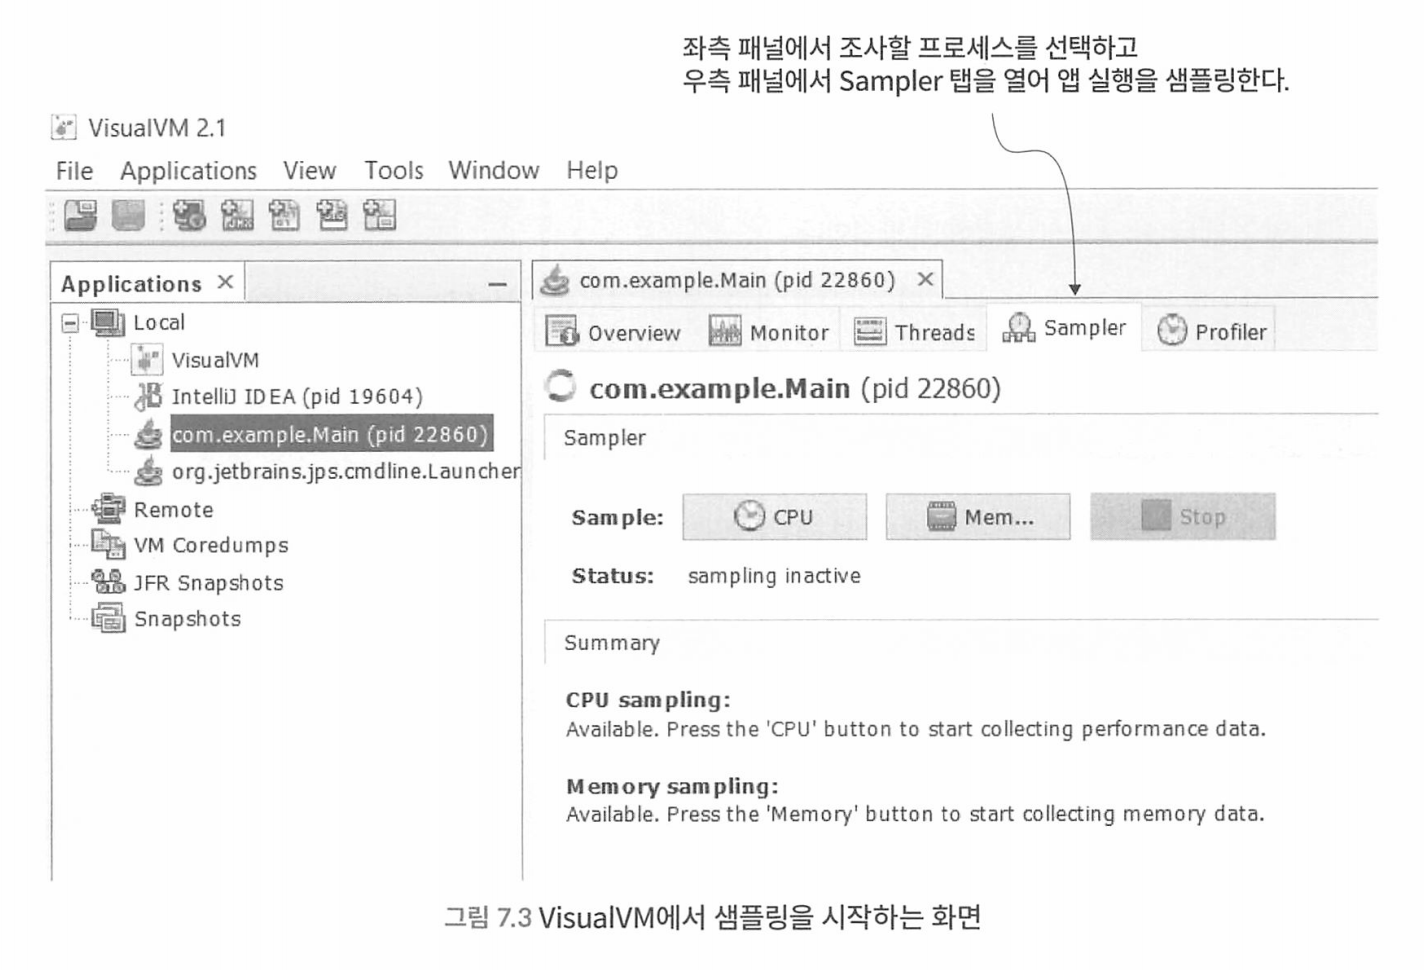 좌측 패널에서 조사할 프로세스를 선택하고
우측 패널에서 Sampler 탭을 열어 앱 실행을 샘플링한다.
VisualVM 2.1
File Applications View Tools Window Help
Applications
Local
VisualVM
IntelliJ IDEA (pid 19604)
com.example.Main (pid 22860)
org.jetbrains.jps.cmdline.Launcher
Remote
VM Coredumps
JFR Snapshots
Snapshots
com.example.Main (pid 22860)
Overview Monitor Threads Sampler Profiler
com.example.Main (pid 22860)
Sampler
Sample: CPU Mem... Stop
Status: sampling inactive
Summary
CPU sampling:
Available. Press the 'CPU' button to start collecting performance data.
Memory sampling:
Available. Press the 'Memory' button to start collecting memory data.
그림 7.3 VisualVM에서 샘플링을 시작하는 화면